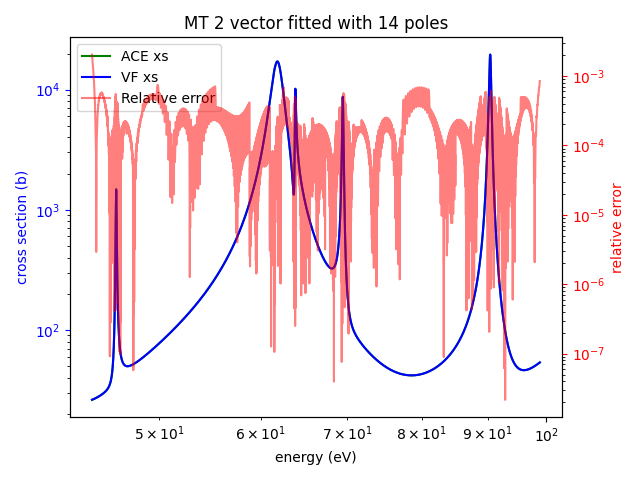 MT 2 vector fitted with 14 poles
ACE xs
VF xs
Relative error
10⁴
10³
10²
cross section (b)
10⁻³
10⁻⁴
10⁻⁵
10⁻⁶
10⁻⁷
relative error
5 × 10¹ 6 × 10¹ 7 × 10¹ 8 × 10¹ 9 × 10¹ 10²
energy (eV)